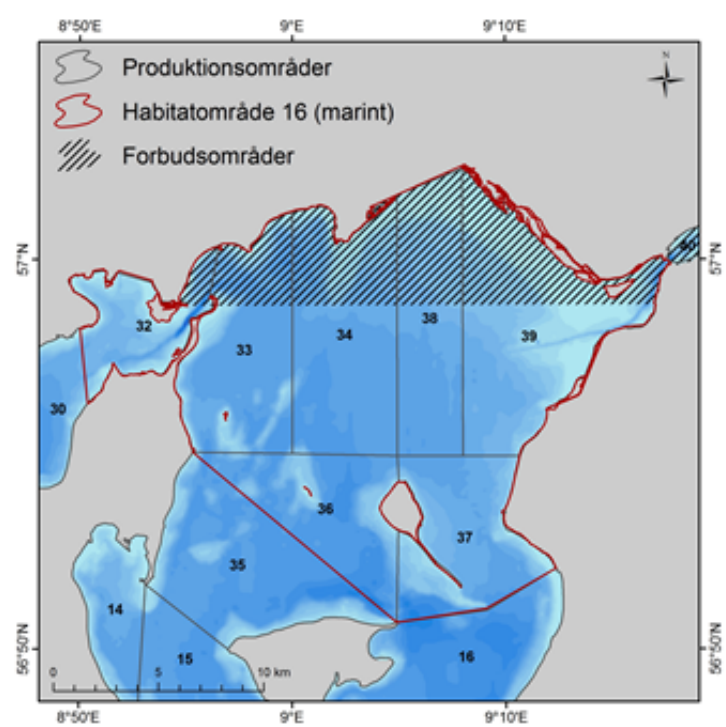 8°50'E 9°E 9°10'E
N
Produktionsområder
Habitatområde 16 (marint)
Forbudsområder
57°N 57°N
40
32
38
34
39
33
30
36
37
35
14
15
16
0 5 10 km
56°50'N 56°50'N
8°50'E 9°E 9°10'E